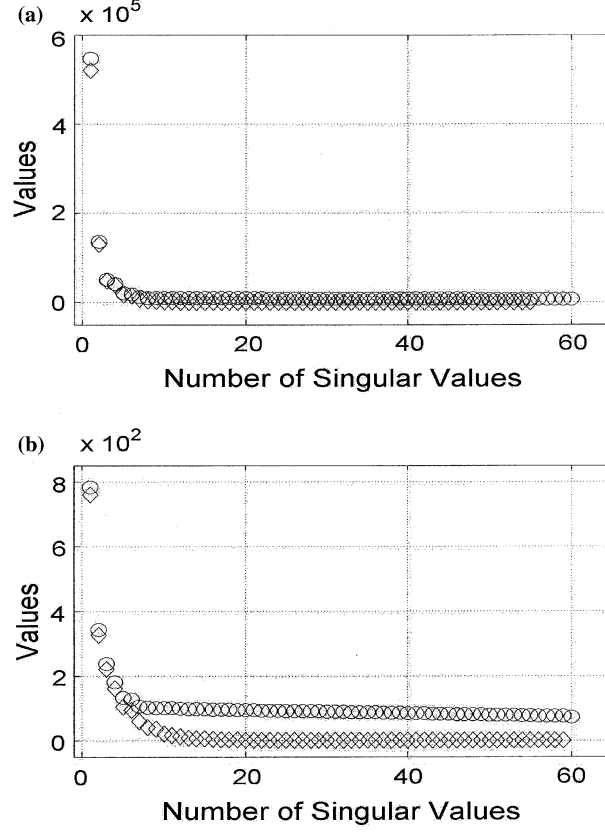 (a)
x 10^5
6
4
2
0
Values
0 20 40 60
Number of Singular Values
(b)
x 10^2
8
6
4
2
0
Values
0 20 40 60
Number of Singular Values